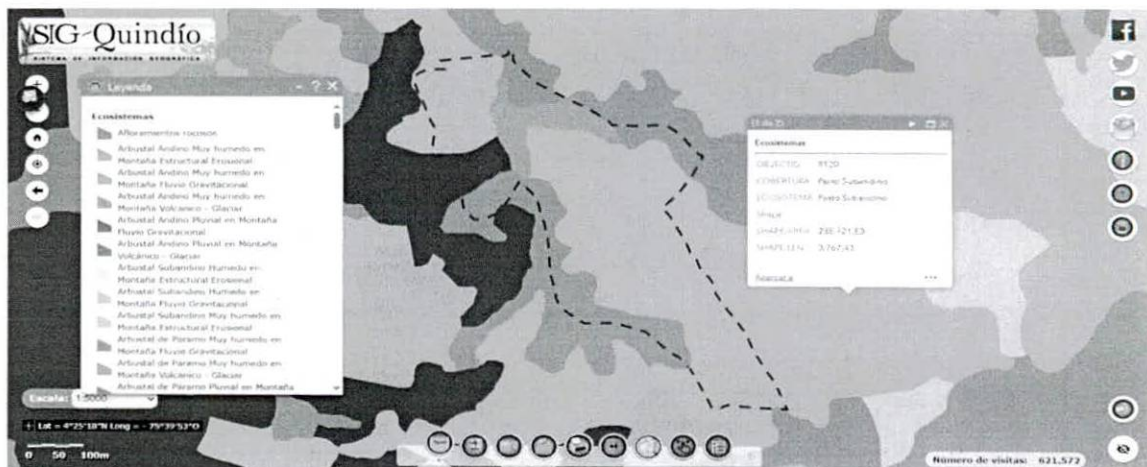 SIG-Quindío
SISTEMA DE INFORMACIÓN GEOGRÁFICA
Leyenda
Ecosistemas
Afloramientos rocosos
Arbustal Andino Muy humedo en
Montaña Estructural Erosional
Arbustal Andino Muy humedo en
Montaña Fluvio Gravitacional
Arbustal Andino Muy humedo en
Montaña Volcanico - Glaciar
Arbustal Andino Pluvial en Montaña
Fluvio Gravitacional
Arbustal Andino Pluvial en Montaña
Volcánico - Glaciar
Arbustal Subandino Humedo en
Montaña Estructural Erosional
Arbustal Subandino Humedo en
Montaña Fluvio Gravitacional
Arbustal Subandino Muy humedo en
Montaña Estructural Erosional
Arbustal de Paramo Muy humedo en
Montaña Fluvio Gravitacional
Arbustal de Paramo Muy humedo en
Montaña Volcanico - Glaciar
Arbustal de Paramo Pluvial en Montaña
Escala: 1:5000
Lat = 4°25'18"N Long = - 75°39'53"O
0 50 100m
Ecosistemas
OBJECTID
COBERTURA Pasto Subandino
ECOSISTEMA Pasto Subandino
Shape
SHAPE.AREA
SHAPE.LEN 3,767.43
Acercar a
Número de visitas: 621,572